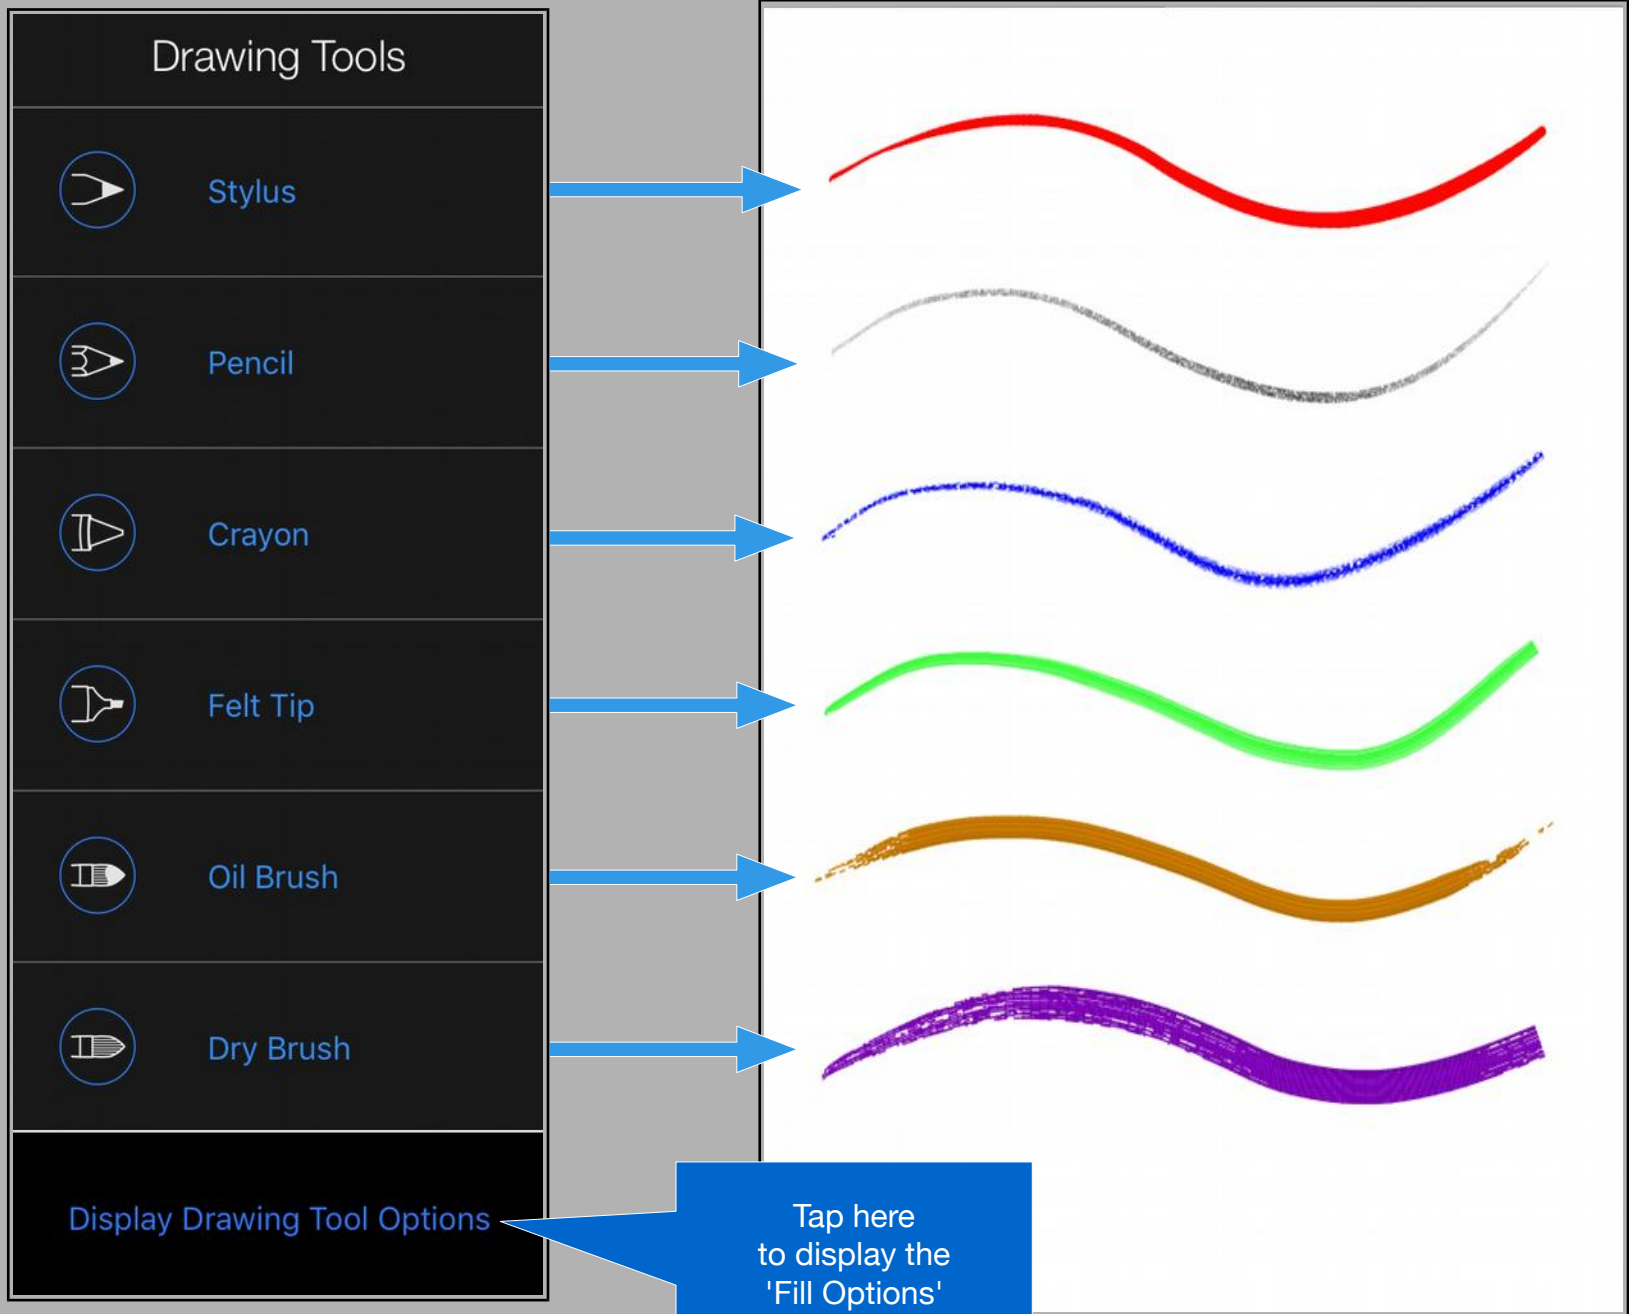 Drawing Tools
Stylus
Pencil
Crayon
Felt Tip
Oil Brush
Dry Brush
Display Drawing Tool Options
Tap here
to display the
'Fill Options'